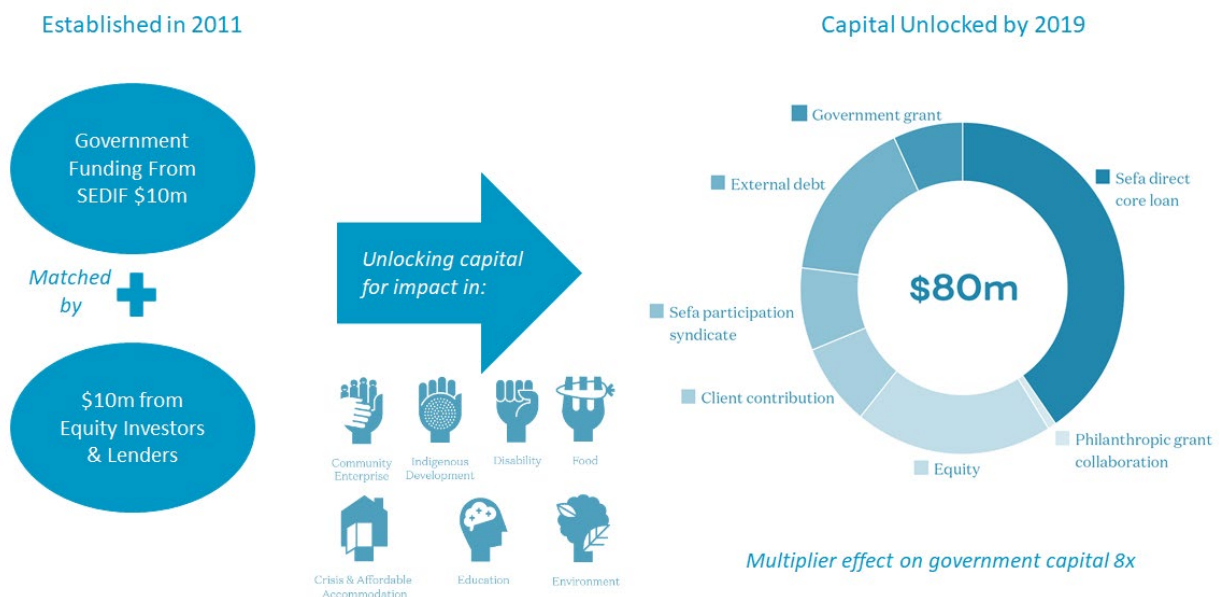 Established in 2011
Government
Funding From
SEDIF $10m
Matched
by
$10m from
Equity Investors
& Lenders
Unlocking capital
for impact in:
Community
Enterprise
Indigenous
Development
Disability
Food
Crisis & Affordable
Accommodation
Education
Environment
Capital Unlocked by 2019
Government grant
External debt
Sefa direct
core loan
$80m
Sefa participation
syndicate
Client contribution
Equity
Philanthropic grant
collaboration
Multiplier effect on government capital 8x